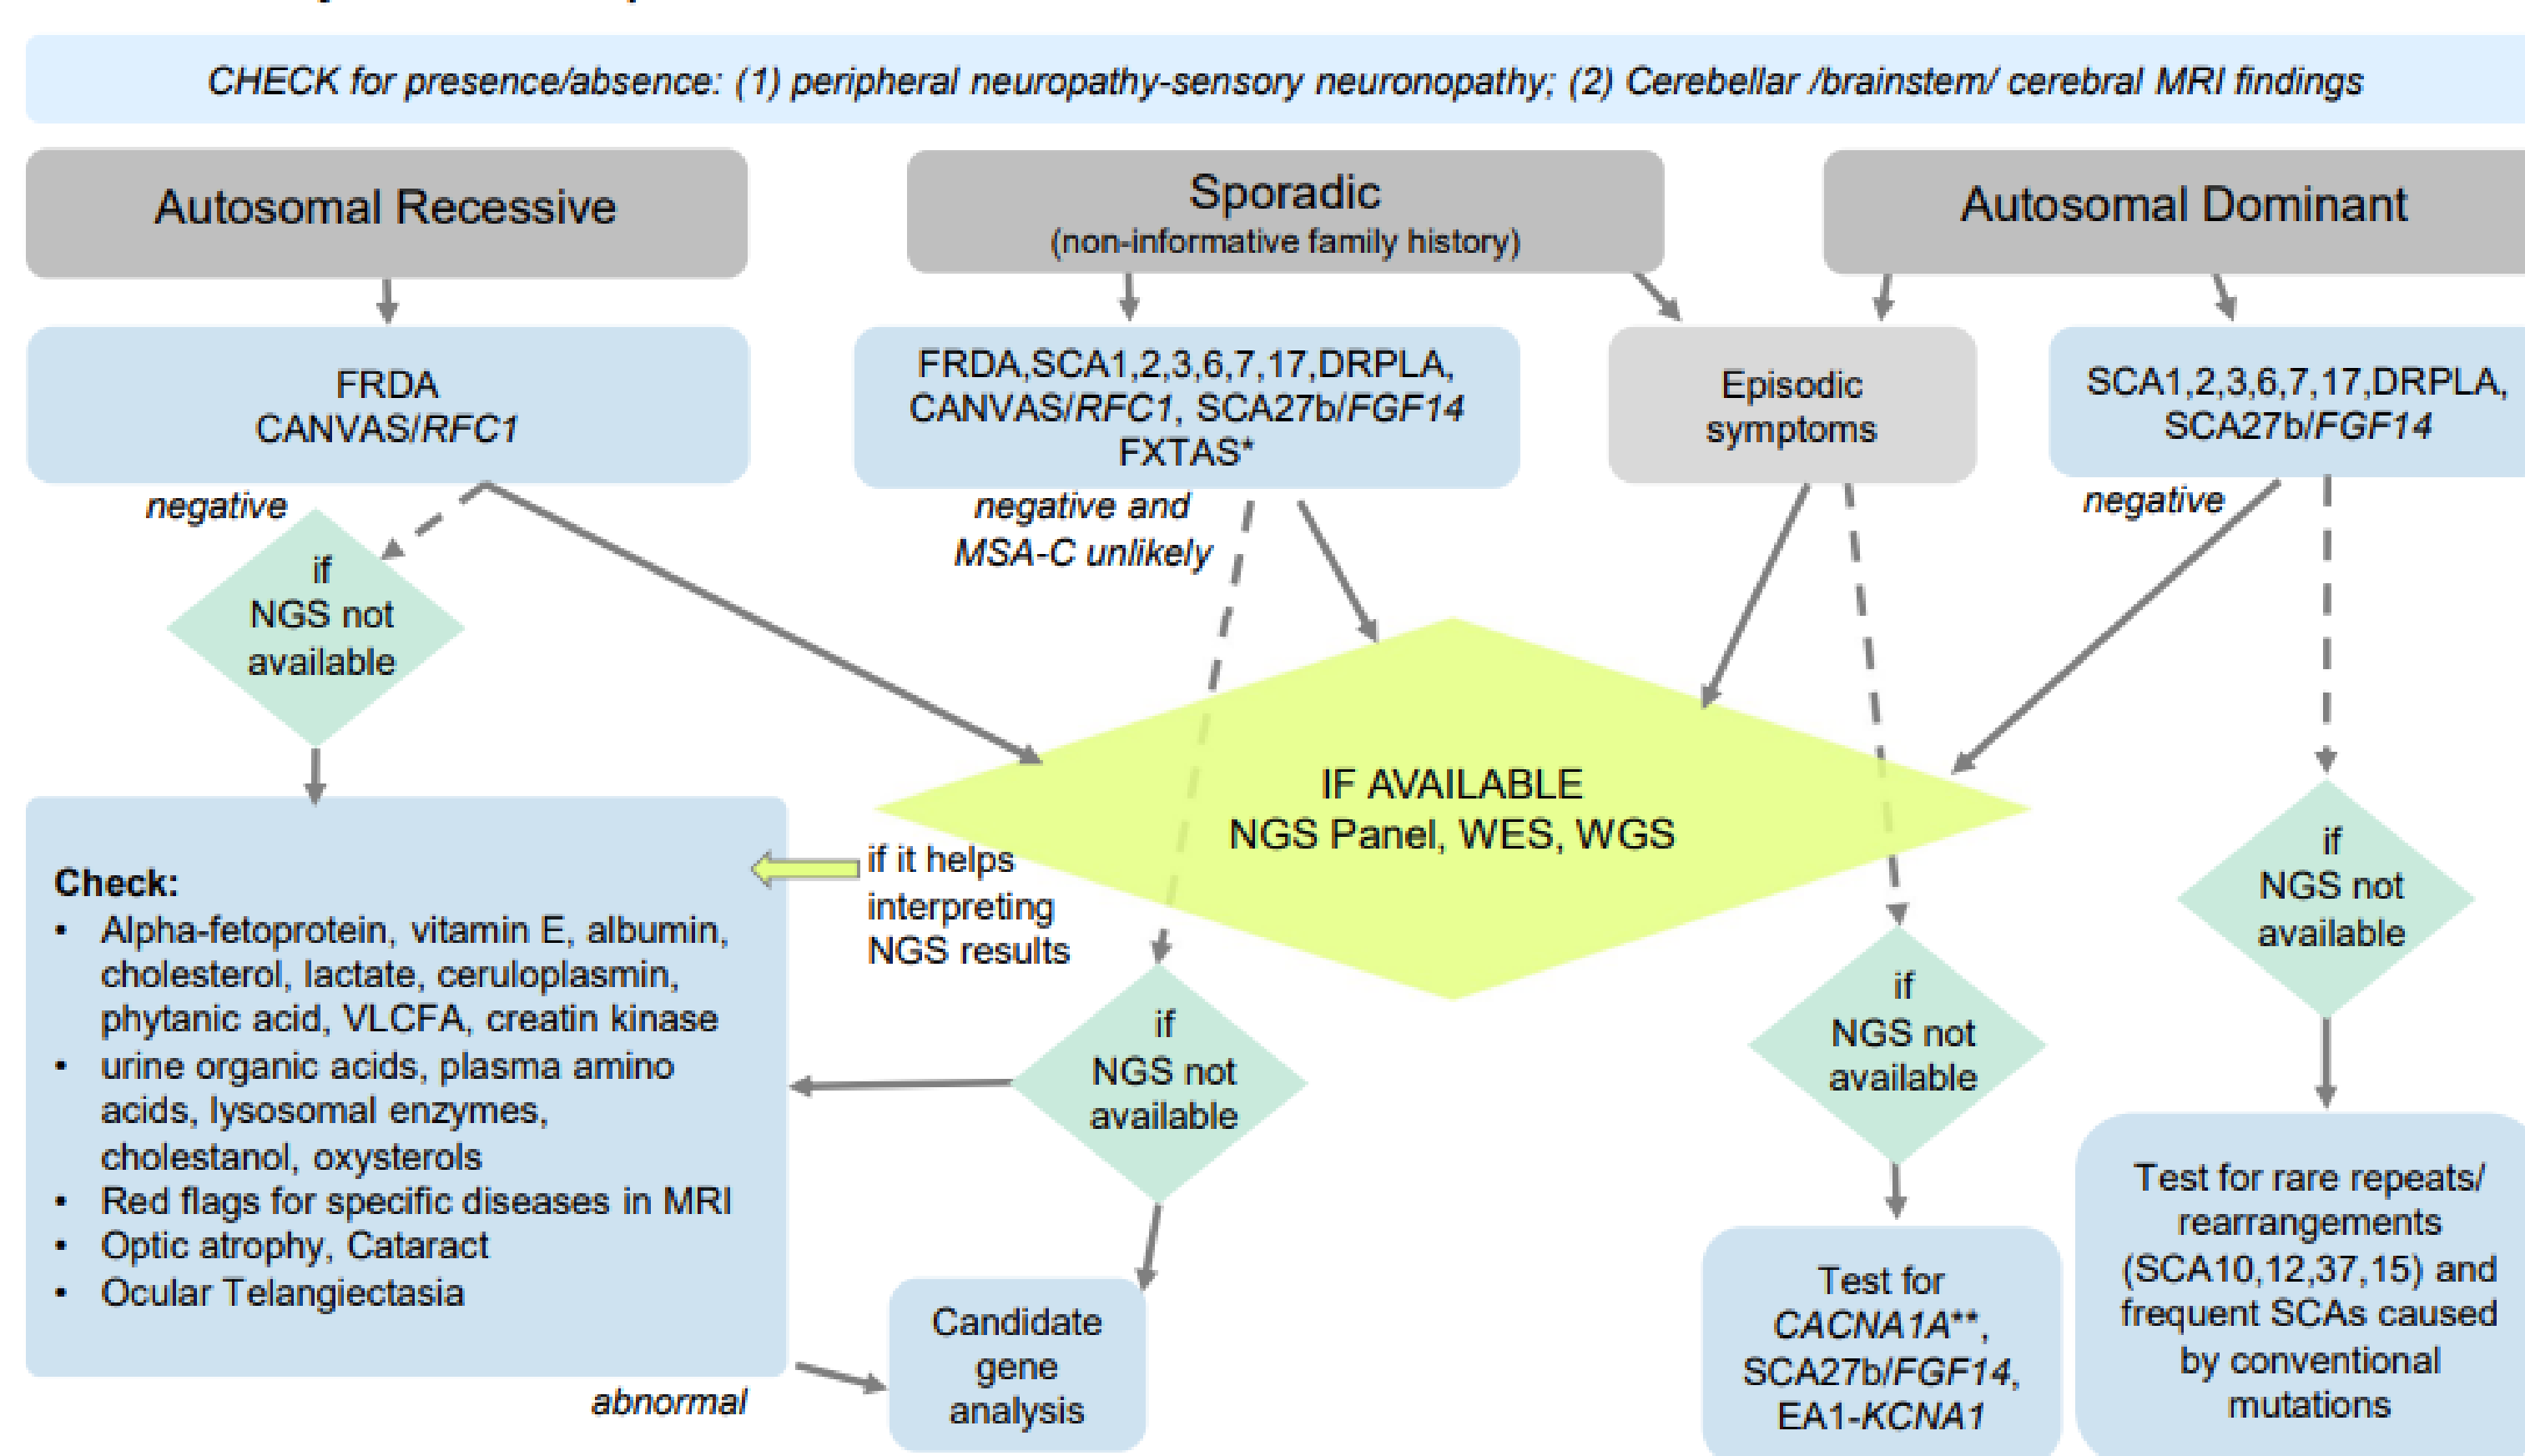 CHECK for presence/absence: (1) peripheral neuropathy-sensory neuronopathy; (2) Cerebellar /brainstem/ cerebral MRI findings
Autosomal Recessive
Sporadic
(non-informative family history)
Autosomal Dominant
FRDA
CANVAS/RFC1
FRDA,SCA1,2,3,6,7,17,DRPLA,
CANVAS/RFC1, SCA27b/FGF14
FXTAS*
Episodic
symptoms
SCA1,2,3,6,7,17,DRPLA,
SCA27b/FGF14
negative
negative and
MSA-C unlikely
negative
if
NGS not
available
IF AVAILABLE
NGS Panel, WES, WGS
if it helps
interpreting
NGS results
Check:
• Alpha-fetoprotein, vitamin E, albumin,
cholesterol, lactate, ceruloplasmin,
phytanic acid, VLCFA, creatin kinase
• urine organic acids, plasma amino
acids, lysosomal enzymes,
cholestanol, oxysterols
• Red flags for specific diseases in MRI
• Optic atrophy, Cataract
• Ocular Telangiectasia
abnormal
if
NGS not
available
Candidate
gene
analysis
if
NGS not
available
Test for
CACNA1A**,
SCA27b/FGF14,
EA1-KCNA1
if
NGS not
available
Test for rare repeats/
rearrangements
(SCA10,12,37,15) and
frequent SCAs caused
by conventional
mutations